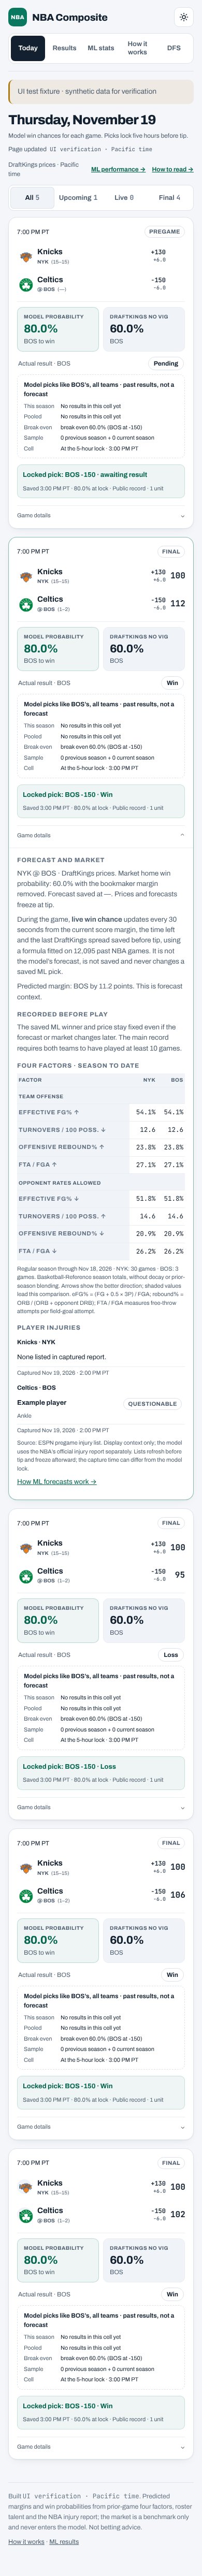 NBA Composite
Today
Results
ML stats
How it works
DFS
UI test fixture · synthetic data for verification
Thursday, November 19
Model win chances for each game. Picks lock five hours before tip.
Page updated UI verification · Pacific time
DraftKings prices · Pacific time
ML performance →
How to read →
All 5
Upcoming 1
Live 0
Final 4
7:00 PM PT
PREGAME
Knicks
NYK (15–15)
+130
+6.0
Celtics
@ BOS (—)
-150
-6.0
MODEL PROBABILITY
80.0%
BOS to win
DRAFTKINGS NO VIG
60.0%
BOS
Actual result · BOS
Pending
Model picks like BOS's, all teams · past results, not a forecast
This season No results in this cell yet
Pooled No results in this cell yet
Break even break even 60.0% (BOS at -150)
Sample 0 previous season + 0 current season
Cell At the 5-hour lock · 3:00 PM PT
Locked pick: BOS -150 · awaiting result
Saved 3:00 PM PT · 80.0% at lock · Public record · 1 unit
Game details
7:00 PM PT
FINAL
Knicks
NYK (15–15)
+130
+6.0
100
Celtics
@ BOS (1–2)
-150
-6.0
112
MODEL PROBABILITY
80.0%
BOS to win
DRAFTKINGS NO VIG
60.0%
BOS
Actual result · BOS
Win
Model picks like BOS's, all teams · past results, not a forecast
This season No results in this cell yet
Pooled No results in this cell yet
Break even break even 60.0% (BOS at -150)
Sample 0 previous season + 0 current season
Cell At the 5-hour lock · 3:00 PM PT
Locked pick: BOS -150 · Win
Saved 3:00 PM PT · 80.0% at lock · Public record · 1 unit
Game details
FORECAST AND MARKET
NYK @ BOS · DraftKings prices. Market home win probability: 60.0% with the bookmaker margin removed. Forecast saved at —. Prices and forecasts freeze at tip.
During the game, live win chance updates every 30 seconds from the current score margin, the time left and the last DraftKings spread before tip, using a formula fitted on 12,095 past NBA games. It is not the model's forecast, is not saved and never changes a saved ML pick.
Predicted margin: BOS by 11.2 points. This is forecast context.
RECORDED BEFORE PLAY
The saved ML winner and price stay fixed even if the forecast or market changes later. The main record requires both teams to have played at least 10 games.
FOUR FACTORS · SEASON TO DATE
FACTOR NYK BOS
TEAM OFFENSE
EFFECTIVE FG% ↑ 54.1% 54.1%
TURNOVERS / 100 POSS. ↓ 12.6 12.6
OFFENSIVE REBOUND% ↑ 23.8% 23.8%
FTA / FGA ↑ 27.1% 27.1%
OPPONENT RATES ALLOWED
EFFECTIVE FG% ↓ 51.8% 51.8%
TURNOVERS / 100 POSS. ↑ 14.6 14.6
OFFENSIVE REBOUND% ↓ 20.9% 20.9%
FTA / FGA ↓ 26.2% 26.2%
Regular season through Nov 18, 2026 · NYK: 30 games · BOS: 3 games. Basketball-Reference season totals, without decay or prior-season blending. Arrows show the better direction; shaded values lead this comparison. eFG% = (FG + 0.5 × 3P) / FGA; rebound% = ORB / (ORB + opponent DRB), FTA / FGA measures free-throw attempts per field-goal attempt.
PLAYER INJURIES
Knicks · NYK
None listed in captured report.
Captured Nov 19, 2026 · 2:00 PM PT
Celtics · BOS
Example player
QUESTIONABLE
Ankle
Captured Nov 19, 2026 · 2:00 PM PT
Source: ESPN pregame injury list. Display context only; the model uses the NBA's official injury report separately. Lists refresh before tip and freeze afterward; the capture time can differ from the model lock.
How ML forecasts work →
7:00 PM PT
FINAL
Knicks
NYK (15–15)
+130
+6.0
100
Celtics
@ BOS (1–2)
-150
-6.0
95
MODEL PROBABILITY
80.0%
BOS to win
DRAFTKINGS NO VIG
60.0%
BOS
Actual result · BOS
Loss
Model picks like BOS's, all teams · past results, not a forecast
This season No results in this cell yet
Pooled No results in this cell yet
Break even break even 60.0% (BOS at -150)
Sample 0 previous season + 0 current season
Cell At the 5-hour lock · 3:00 PM PT
Locked pick: BOS -150 · Loss
Saved 3:00 PM PT · 80.0% at lock · Public record · 1 unit
Game details
7:00 PM PT
FINAL
Knicks
NYK (15–15)
+130
+6.0
100
Celtics
@ BOS (1–2)
-150
-6.0
106
MODEL PROBABILITY
80.0%
BOS to win
DRAFTKINGS NO VIG
60.0%
BOS
Actual result · BOS
Win
Model picks like BOS's, all teams · past results, not a forecast
This season No results in this cell yet
Pooled No results in this cell yet
Break even break even 60.0% (BOS at -150)
Sample 0 previous season + 0 current season
Cell At the 5-hour lock · 3:00 PM PT
Locked pick: BOS -150 · Win
Saved 3:00 PM PT · 80.0% at lock · Public record · 1 unit
Game details
7:00 PM PT
FINAL
Knicks
NYK (15–15)
+130
+6.0
100
Celtics
@ BOS (1–2)
-150
-6.0
102
MODEL PROBABILITY
80.0%
BOS to win
DRAFTKINGS NO VIG
60.0%
BOS
Actual result · BOS
Win
Model picks like BOS's, all teams · past results, not a forecast
This season No results in this cell yet
Pooled No results in this cell yet
Break even break even 60.0% (BOS at -150)
Sample 0 previous season + 0 current season
Cell At the 5-hour lock · 3:00 PM PT
Locked pick: BOS -150 · Win
Saved 3:00 PM PT · 50.0% at lock · Public record · 1 unit
Game details
Built UI verification · Pacific time. Predicted margins and win probabilities from prior-game four factors, roster talent and the NBA injury report; the market is a benchmark only and never enters the model. Not betting advice.
How it works · ML results